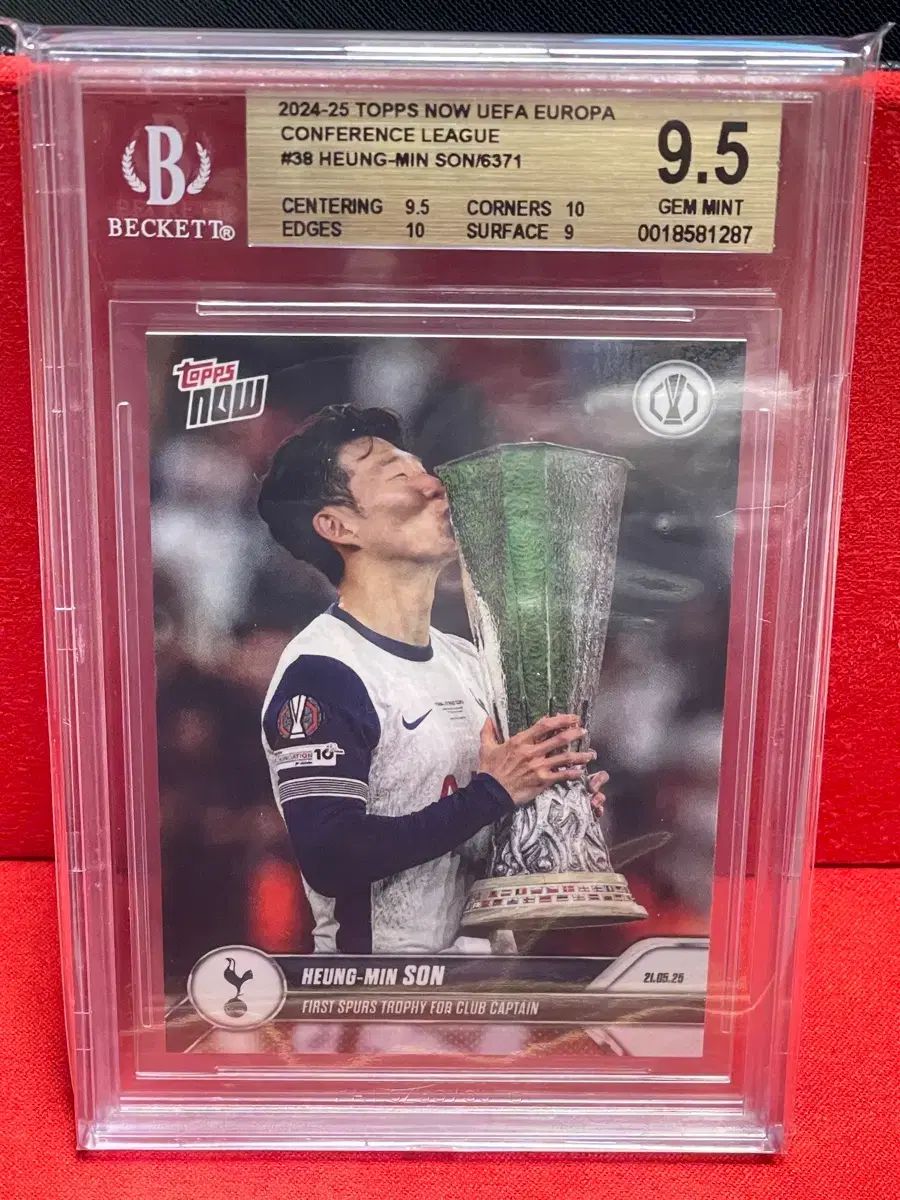 2024-25 TOPPS NOW UEFA EUROPA
CONFERENCE LEAGUE
#38 HEUNG-MIN SON/6371
9.5
GEM MINT
0018581287
CENTERING 9.5 CORNERS 10
EDGES 10 SURFACE 9
B
BECKETT®
topps
NOW
10
HEUNG-MIN SON
21.05.25
FIRST SPURS TROPHY FOR CLUB CAPTAIN